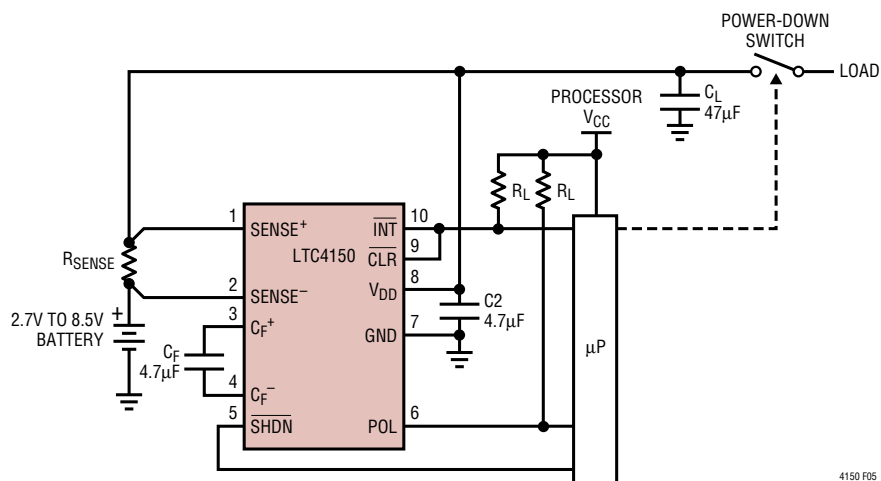 POWER-DOWN
SWITCH
LOAD
PROCESSOR
VCC
CL
47µF
RL
RL
1
SENSE+
RSENSE
2
SENSE−
2.7V TO 8.5V
BATTERY
+
3
CF+
CF
4.7µF
4
CF−
5
SHDN
LTC4150
10
INT
9
CLR
8
VDD
C2
4.7µF
7
GND
6
POL
µP
4150 F05